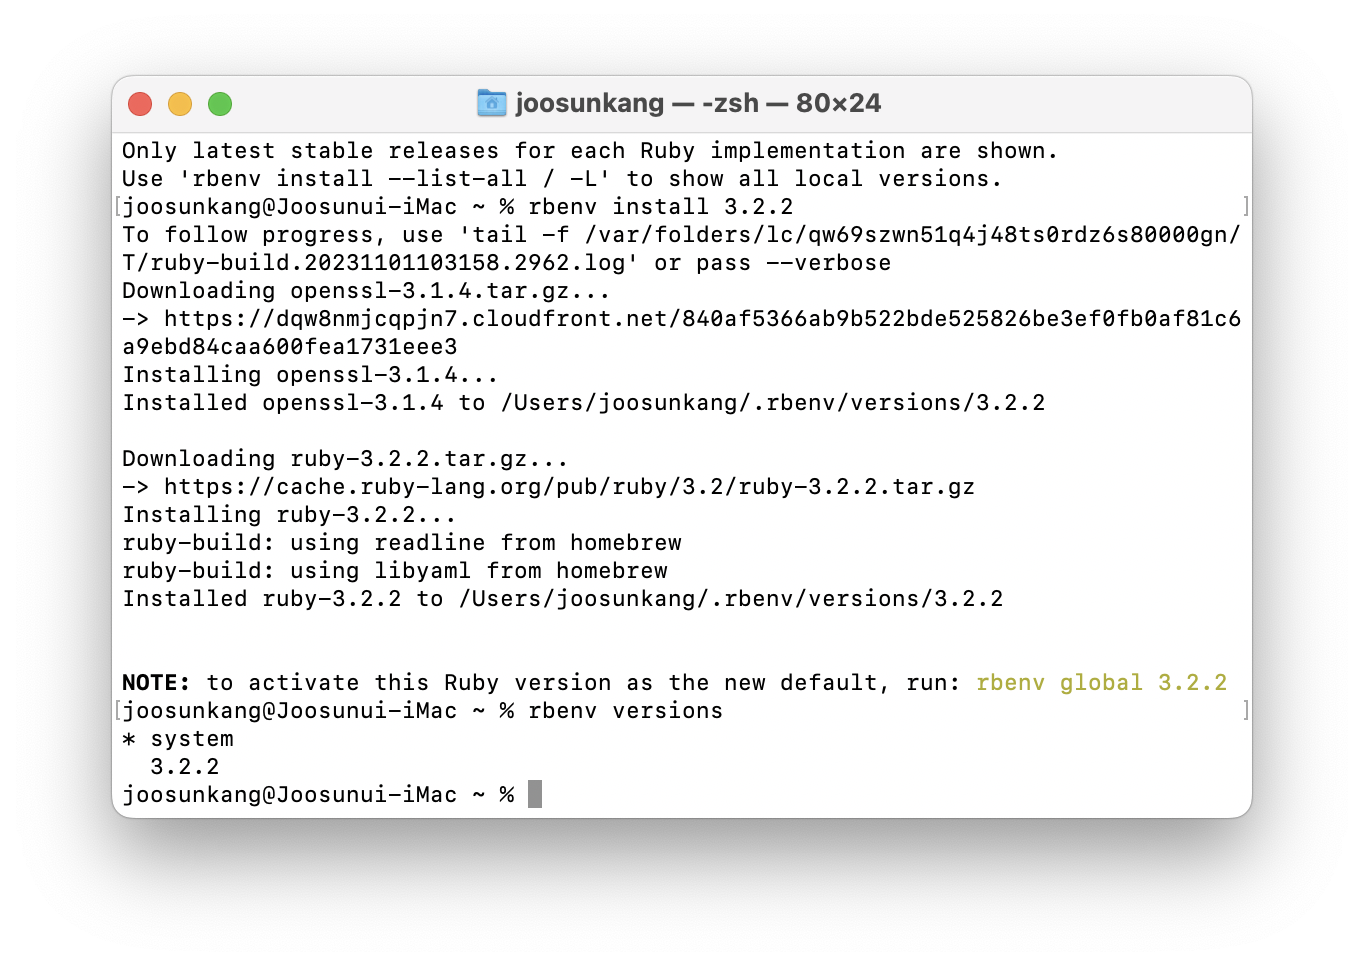 joosunkang — -zsh — 80×24
Only latest stable releases for each Ruby implementation are shown.
Use 'rbenv install --list-all / -L' to show all local versions.
[joosunkang@Joosunui-iMac ~ % rbenv install 3.2.2 ]
To follow progress, use 'tail -f /var/folders/lc/qw69szwn51q4j48ts0rdz6s80000gn/
T/ruby-build.20231101103158.2962.log' or pass --verbose
Downloading openssl-3.1.4.tar.gz...
-> https://dqw8nmjcqpjn7.cloudfront.net/840af5366ab9b522bde525826be3ef0fb0af81c6
a9ebd84caa600fea1731eee3
Installing openssl-3.1.4...
Installed openssl-3.1.4 to /Users/joosunkang/.rbenv/versions/3.2.2
Downloading ruby-3.2.2.tar.gz...
-> https://cache.ruby-lang.org/pub/ruby/3.2/ruby-3.2.2.tar.gz
Installing ruby-3.2.2...
ruby-build: using readline from homebrew
ruby-build: using libyaml from homebrew
Installed ruby-3.2.2 to /Users/joosunkang/.rbenv/versions/3.2.2
NOTE: to activate this Ruby version as the new default, run: rbenv global 3.2.2
[joosunkang@Joosunui-iMac ~ % rbenv versions ]
* system
3.2.2
joosunkang@Joosunui-iMac ~ %